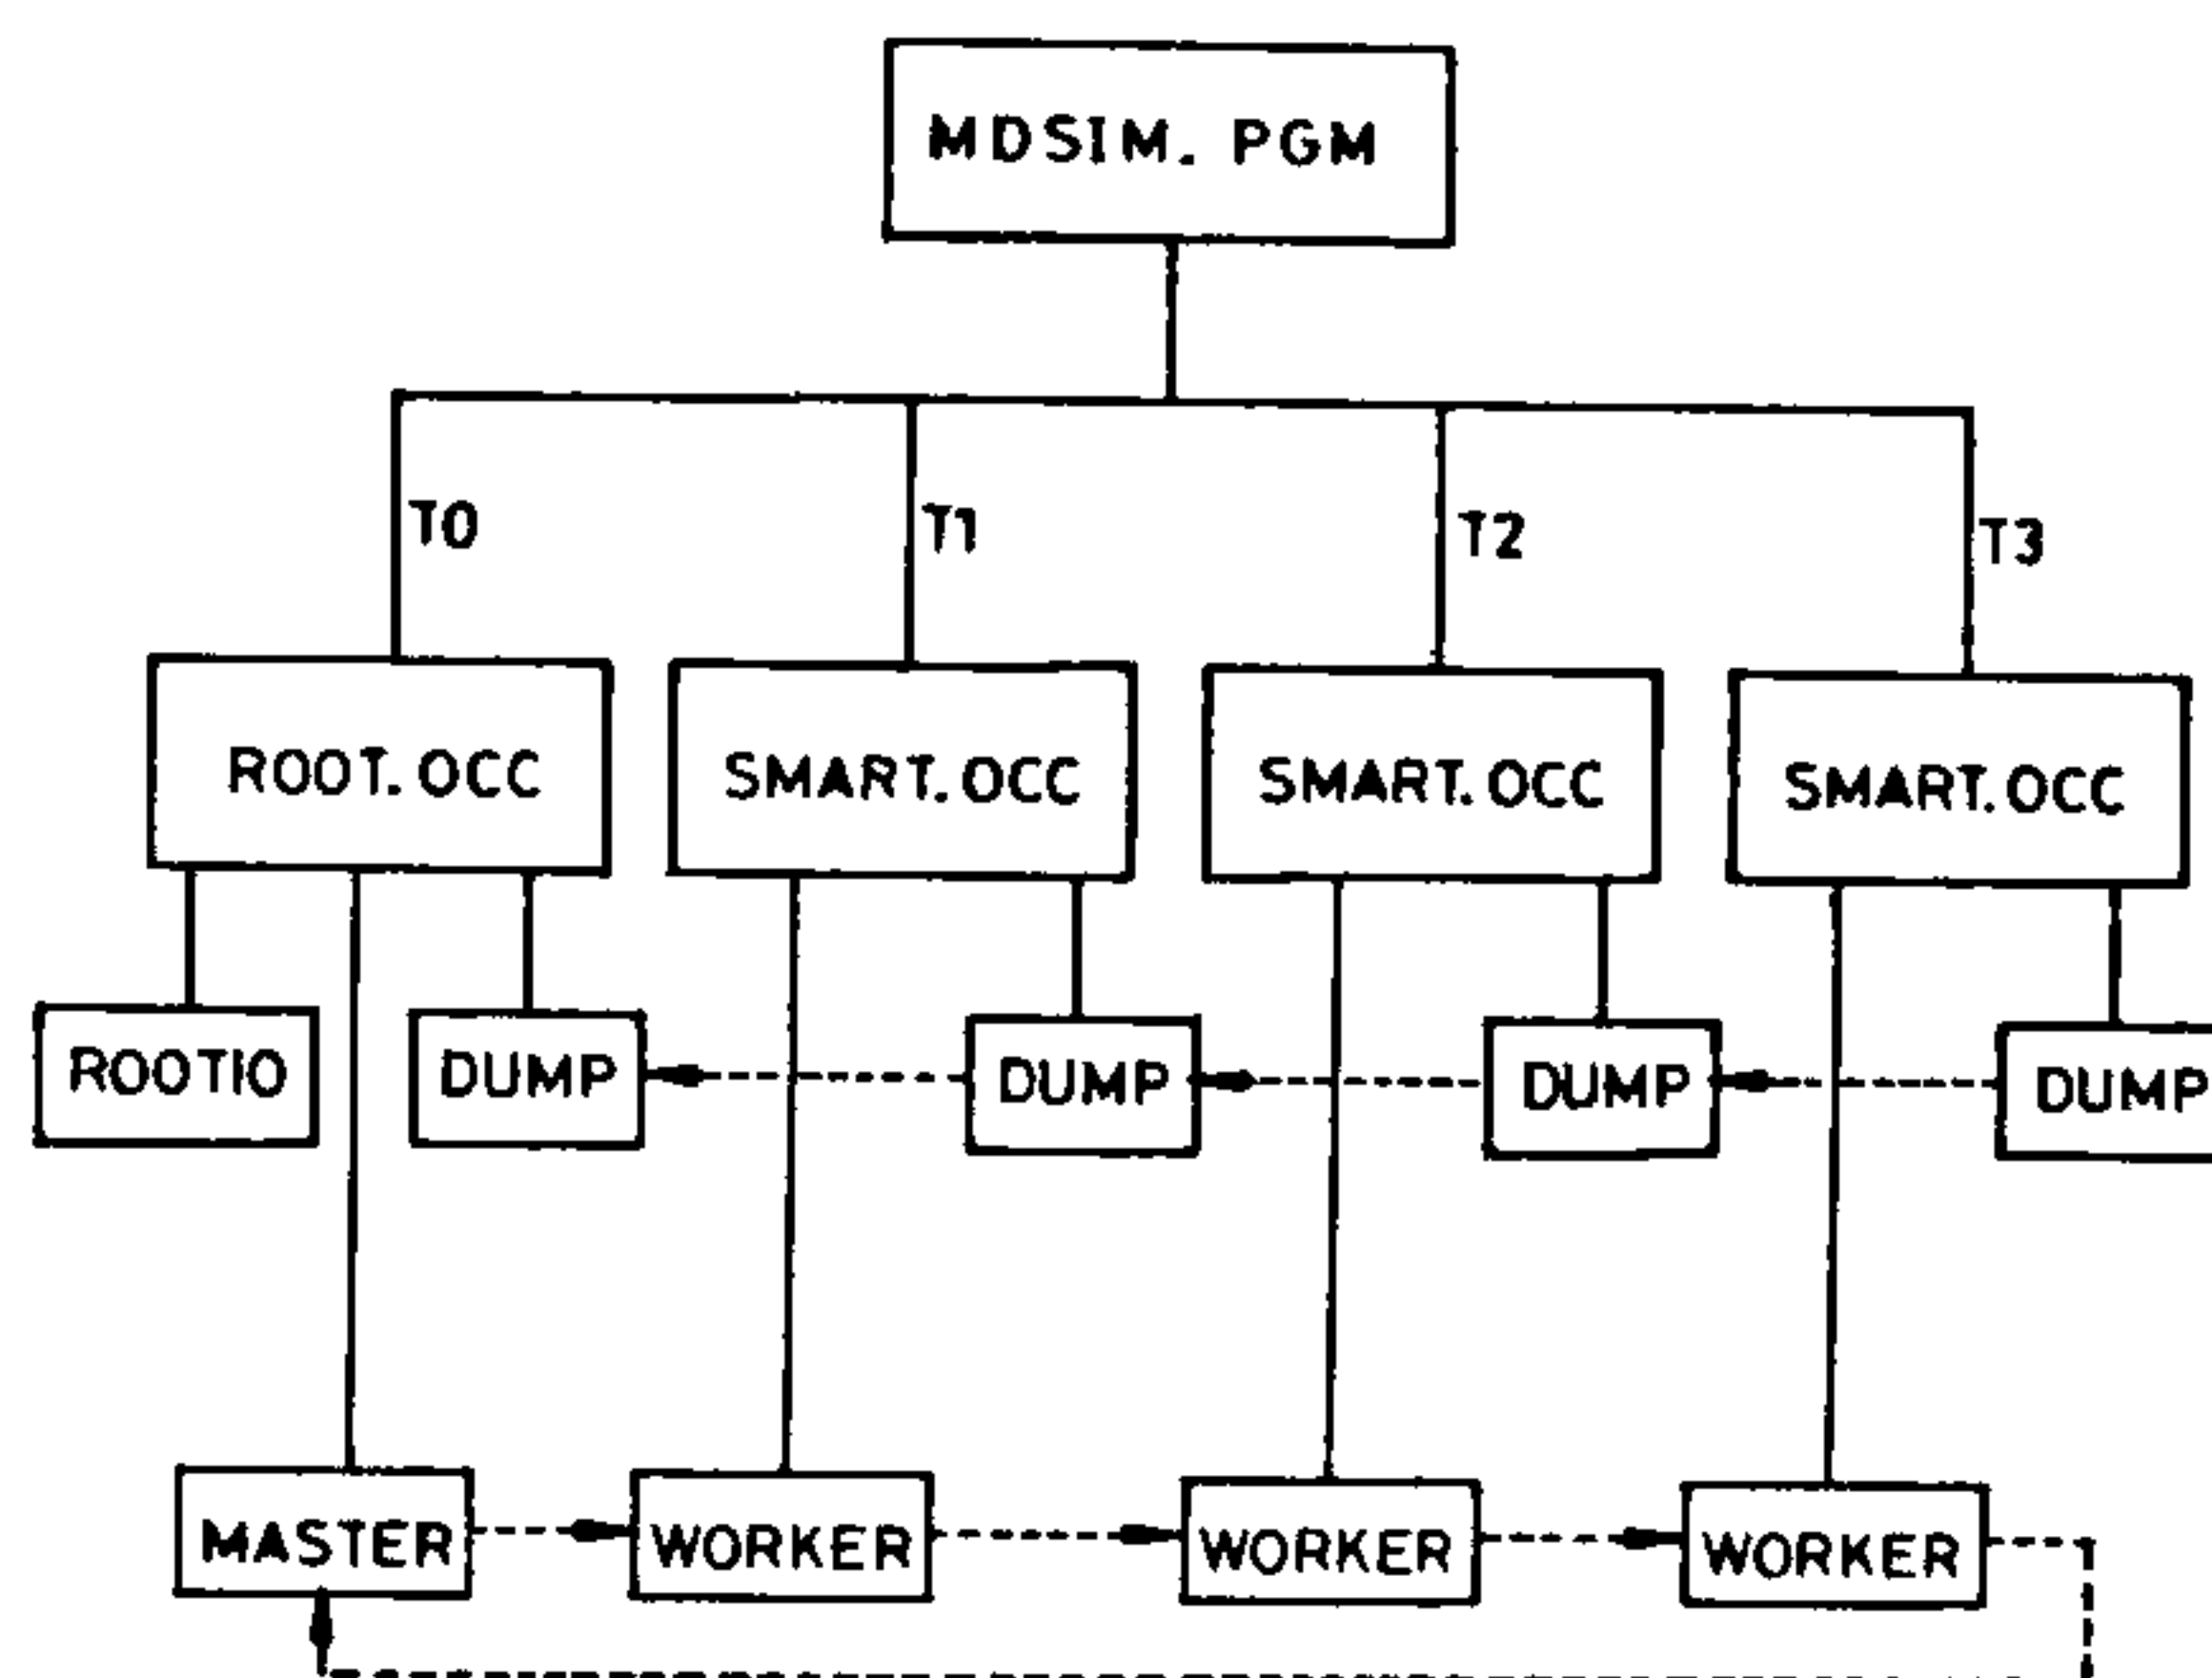 MDSIM. PGM
T0
T1
T2
T3
ROOT.OCC
SMART.OCC
SMART.OCC
SMART.OCC
ROOTIO
DUMP
DUMP
DUMP
DUMP
MASTER
WORKER
WORKER
WORKER